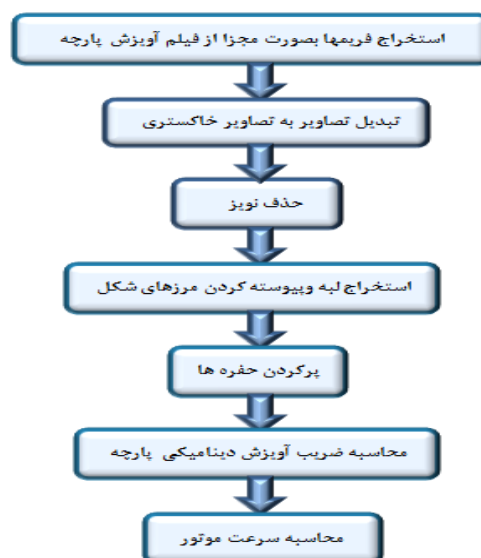 استخراج فریمها بصورت مجزا از فیلم آویزش پارچه
تبدیل تصاویر به تصاویر خاکستری
حذف نویز
استخراج لبه وپیوسته کردن مرزهای شکل
پرکردن حفره ها
محاسبه ضریب آویزش دینامیکی پارچه
محاسبه سرعت موتور